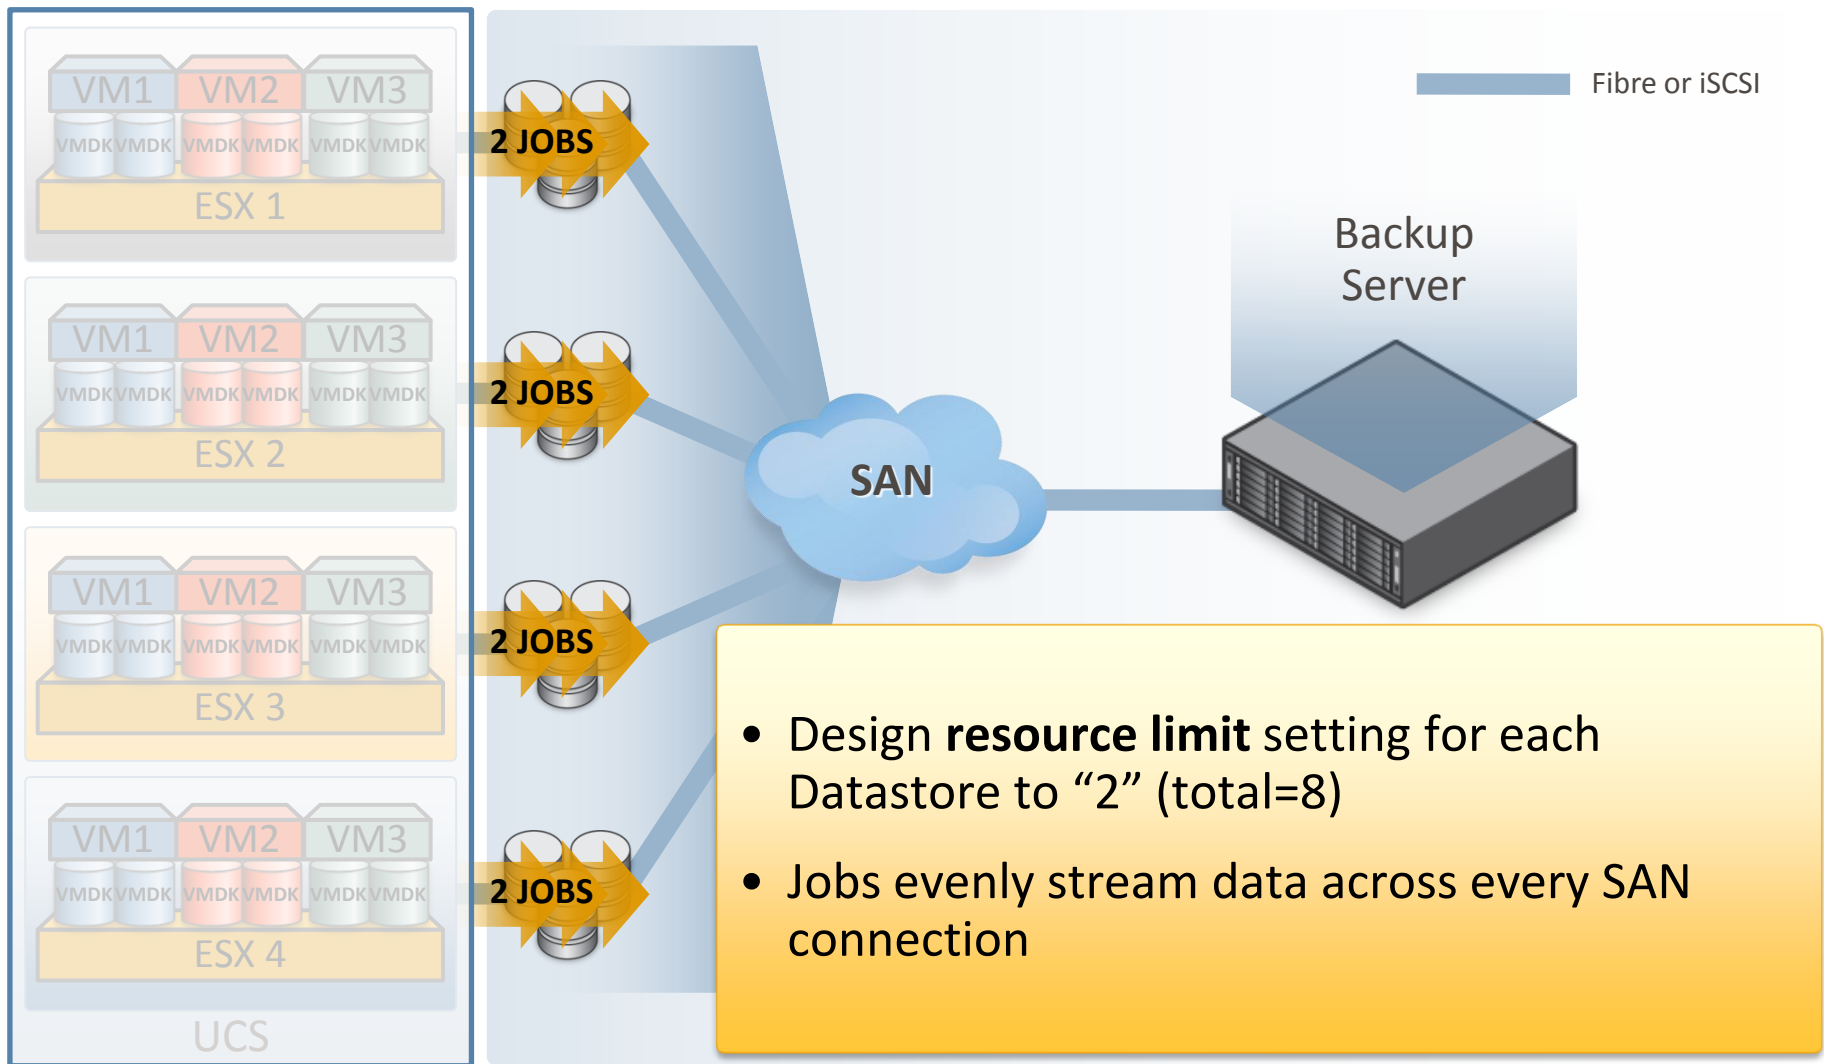 VM1 VM2 VM3
VMDK VMDK VMDK VMDK VMDK VMDK
ESX 1
2 JOBS
VM1 VM2 VM3
VMDK VMDK VMDK VMDK VMDK VMDK
ESX 2
2 JOBS
VM1 VM2 VM3
VMDK VMDK VMDK VMDK VMDK VMDK
ESX 3
2 JOBS
VM1 VM2 VM3
VMDK VMDK VMDK VMDK VMDK VMDK
ESX 4
2 JOBS
UCS
Fibre or iSCSI
SAN
Backup
Server
• Design resource limit setting for each
Datastore to “2” (total=8)
• Jobs evenly stream data across every SAN
connection